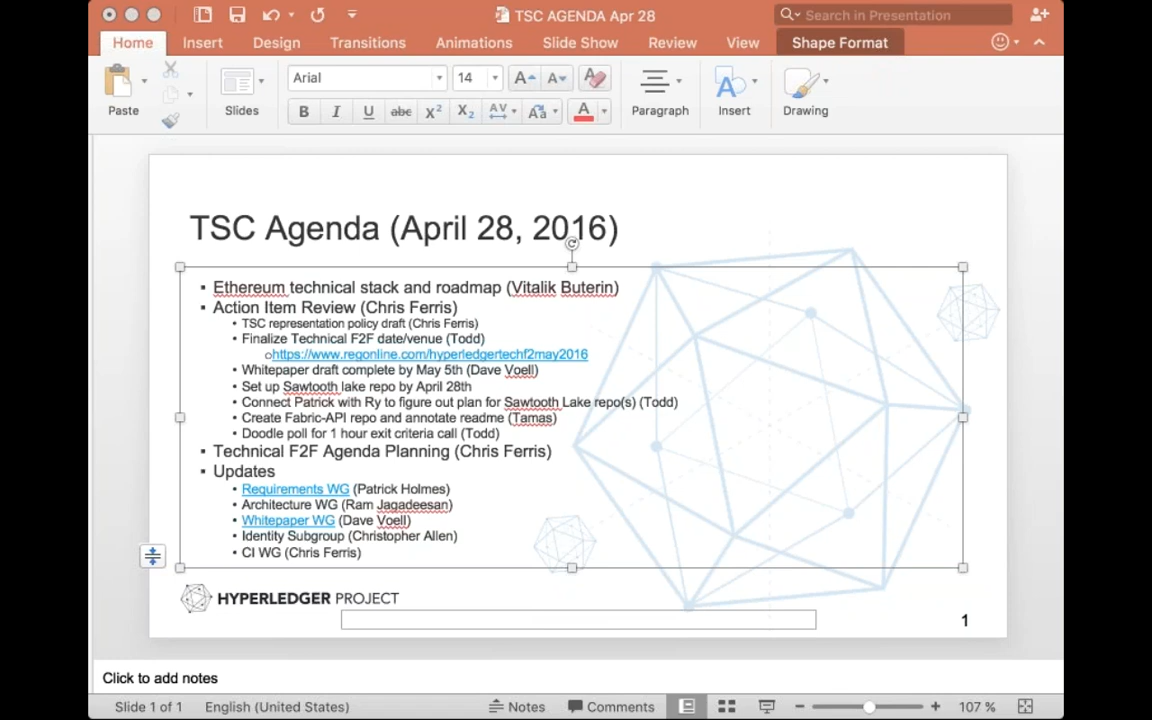 TSC AGENDA Apr 28
Search in Presentation
Home Insert Design Transitions Animations Slide Show Review View Shape Format
Arial 14
Paste Slides B I U abc X² X₂ AV Aa A Paragraph Insert Drawing
TSC Agenda (April 28, 2016)
▪ Ethereum technical stack and roadmap (Vitalik Buterin)
▪ Action Item Review (Chris Ferris)
• TSC representation policy draft (Chris Ferris)
• Finalize Technical F2F date/venue (Todd)
○https://www.regonline.com/hyperledgertechf2may2016
• Whitepaper draft complete by May 5th (Dave Voell)
• Set up Sawtooth lake repo by April 28th
• Connect Patrick with Ry to figure out plan for Sawtooth Lake repo(s) (Todd)
• Create Fabric-API repo and annotate readme (Tamas)
• Doodle poll for 1 hour exit criteria call (Todd)
▪ Technical F2F Agenda Planning (Chris Ferris)
▪ Updates
• Requirements WG (Patrick Holmes)
• Architecture WG (Ram Jagadeesan)
• Whitepaper WG (Dave Voell)
• Identity Subgroup (Christopher Allen)
• CI WG (Chris Ferris)
HYPERLEDGER PROJECT
1
Click to add notes
Slide 1 of 1 English (United States) Notes Comments 107 %